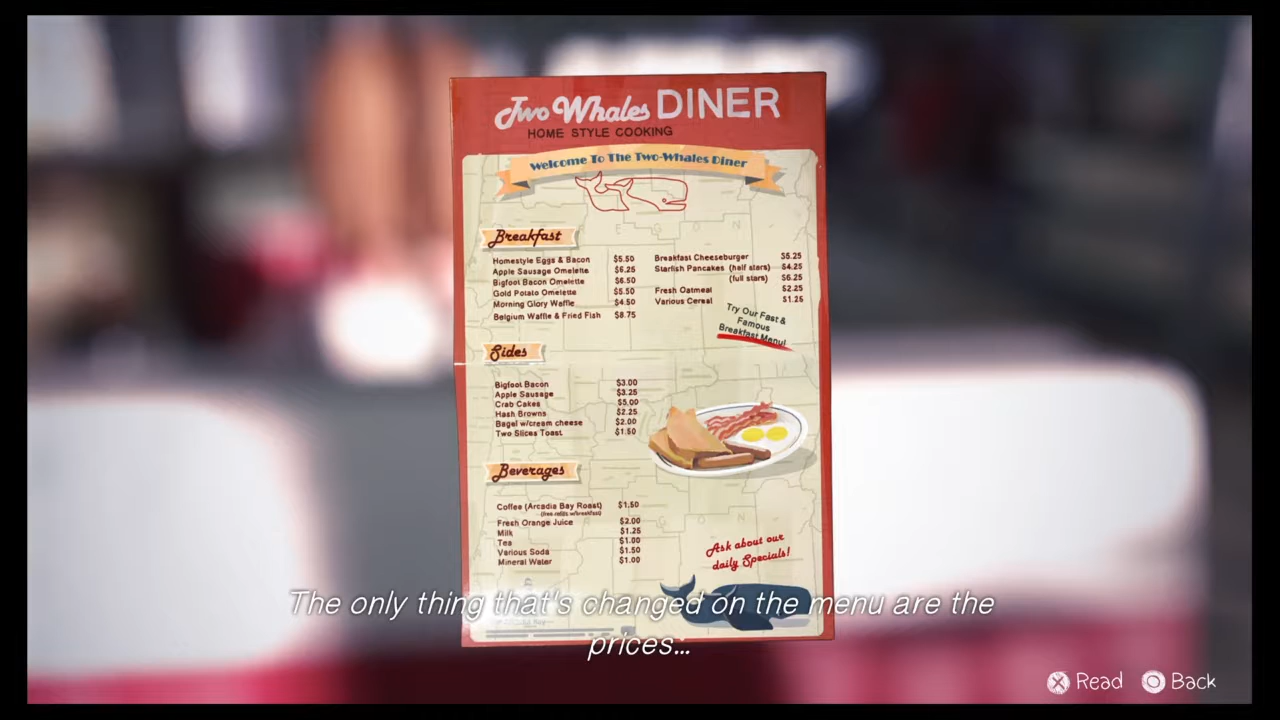 Two Whales DINER
HOME STYLE COOKING
Welcome To The Two-Whales Diner
Breakfast
Homestyle Eggs & Bacon $5.50
Apple Sausage Omelette $6.25
Bigfoot Bacon Omelette $6.50
Gold Potato Omelette $5.50
Morning Glory Waffle $4.50
Belgium Waffle & Fried Fish $8.75
Breakfast Cheeseburger $5.25
Starfish Pancakes (half stars) $4.25
(full stars) $6.25
Fresh Oatmeal $2.25
Various Cereal $1.25
Try Our Fast &
Famous
Breakfast Menu!
Sides
Bigfoot Bacon $3.00
Apple Sausage $3.25
Crab Cakes $5.00
Hash Browns $2.25
Bagel w/cream cheese $2.00
Two Slices Toast $1.50
Beverages
Coffee (Arcadia Bay Roast) $1.50
(free refills w/breakfast)
Fresh Orange Juice $2.00
Milk $1.25
Tea $1.00
Various Soda $1.50
Mineral Water $1.00
Ask about our
daily Specials!
The only thing that's changed on the menu are the
prices...
Read Back